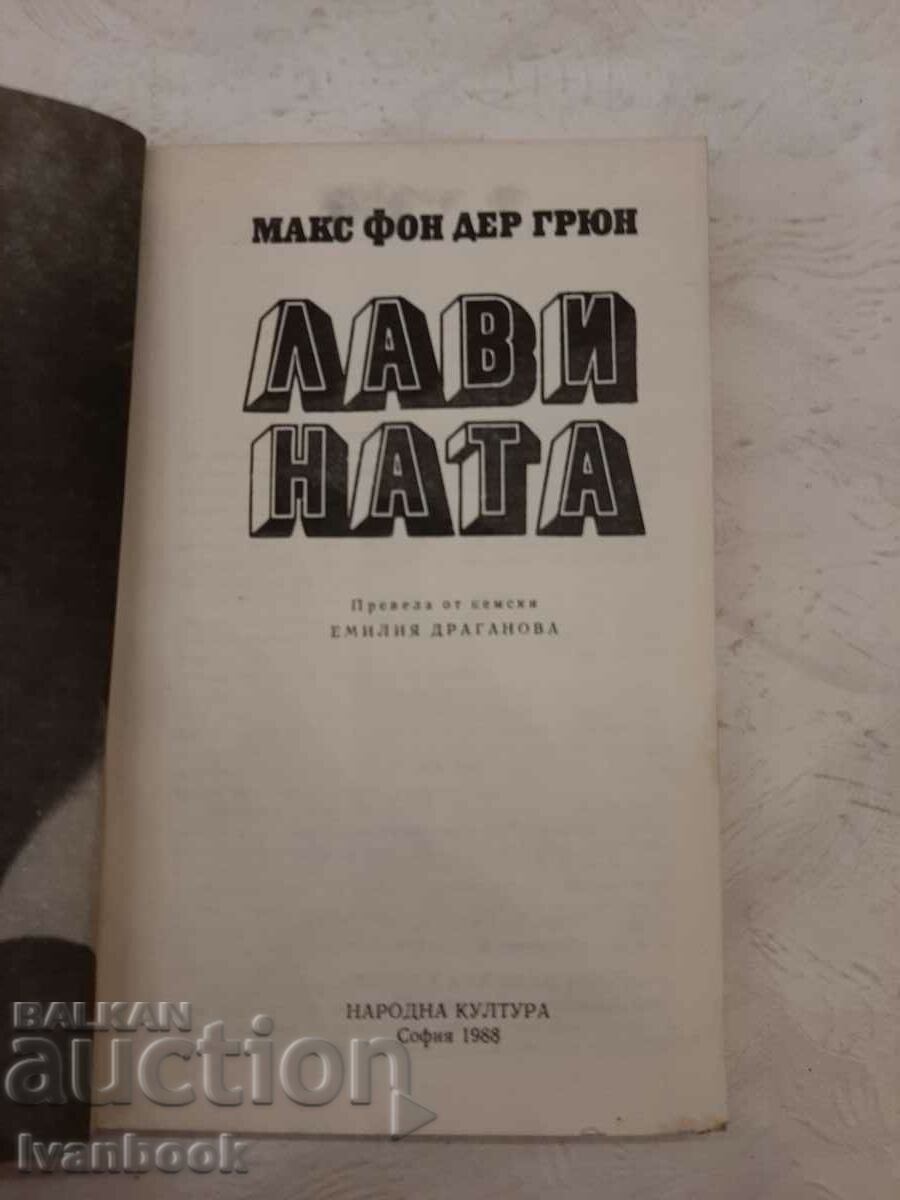 МАКС ФОН ДЕР ГРЮН
ЛАВИ
НАТА
Превела от немски
ЕМИЛИЯ ДРАГАНОВА
НАРОДНА КУЛТУРА
София 1988
BALKAN
auction
Ivanbook